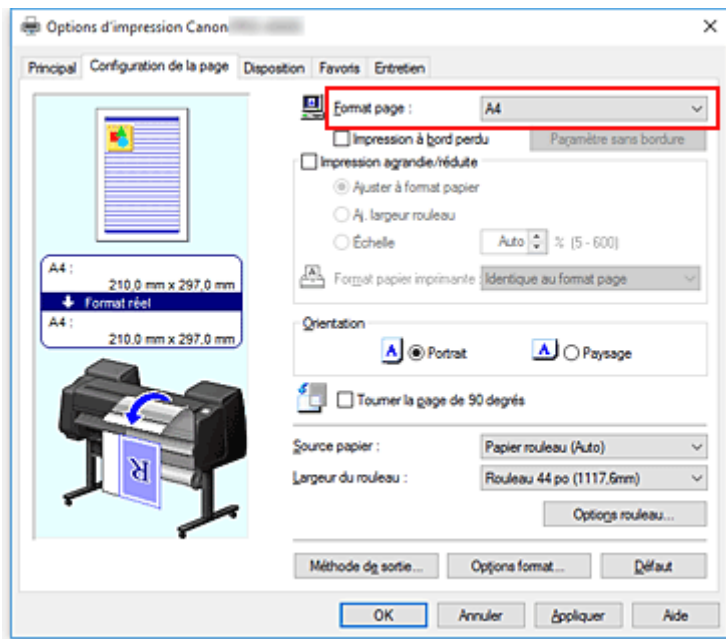 Options d'impression Canon
Principal Configuration de la page Disposition Favoris Entretien
Format page : A4
Impression à bord perdu Paramètre sans bordure
Impression agrandie/réduite
Ajuster à format papier
Aj. largeur rouleau
Échelle Auto % (5 - 600)
Format papier imprimante : Identique au format page
A4 :
210,0 mm x 297,0 mm
Format réel
A4 :
210,0 mm x 297,0 mm
Orientation
A Portrait A Paysage
Tourner la page de 90 degrés
R
Source papier : Papier rouleau (Auto)
Largeur du rouleau : Rouleau 44 po (1117,6mm)
Options rouleau...
Méthode de sortie... Options format... Défaut
OK Annuler Appliquer Aide